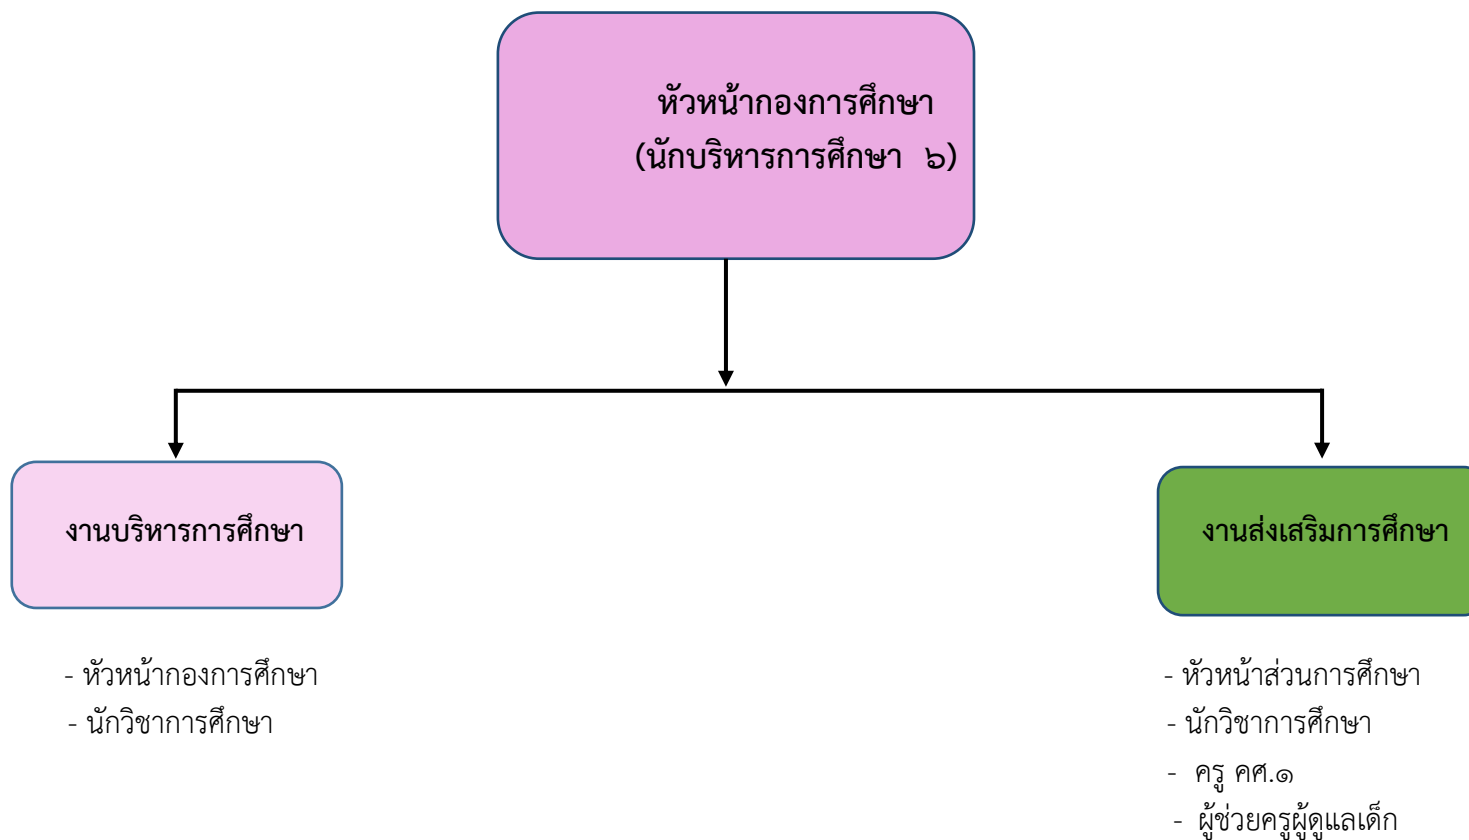 หัวหน้ากองการศึกษา
(นักบริหารการศึกษา ๖)
งานบริหารการศึกษา
- หัวหน้ากองการศึกษา
- นักวิชาการศึกษา
งานส่งเสริมการศึกษา
- หัวหน้าส่วนการศึกษา
- นักวิชาการศึกษา
- ครู คศ.๑
- ผู้ช่วยครูผู้ดูแลเด็ก